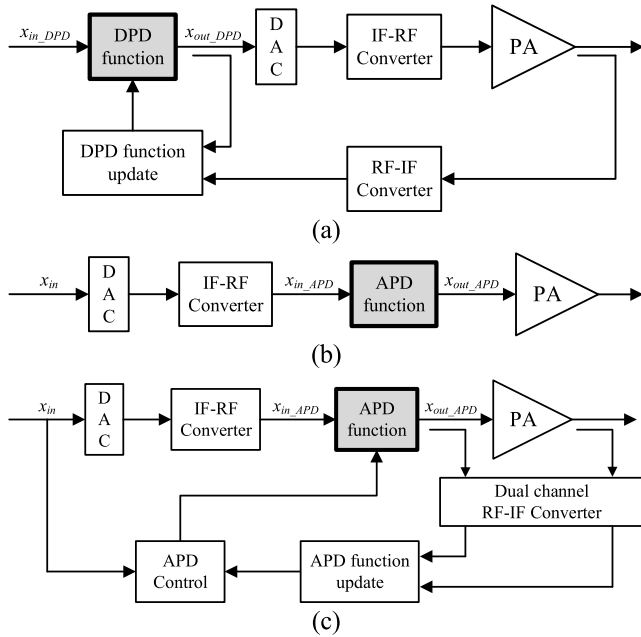 x_in_DPD
DPD
function
x_out_DPD
D
A
C
IF-RF
Converter
PA
DPD function
update
RF-IF
Converter
(a)
x_in
D
A
C
IF-RF
Converter
x_in_APD
APD
function
x_out_APD
PA
(b)
x_in
D
A
C
IF-RF
Converter
x_in_APD
APD
function
x_out_APD
PA
Dual channel
RF-IF Converter
APD
Control
APD function
update
(c)